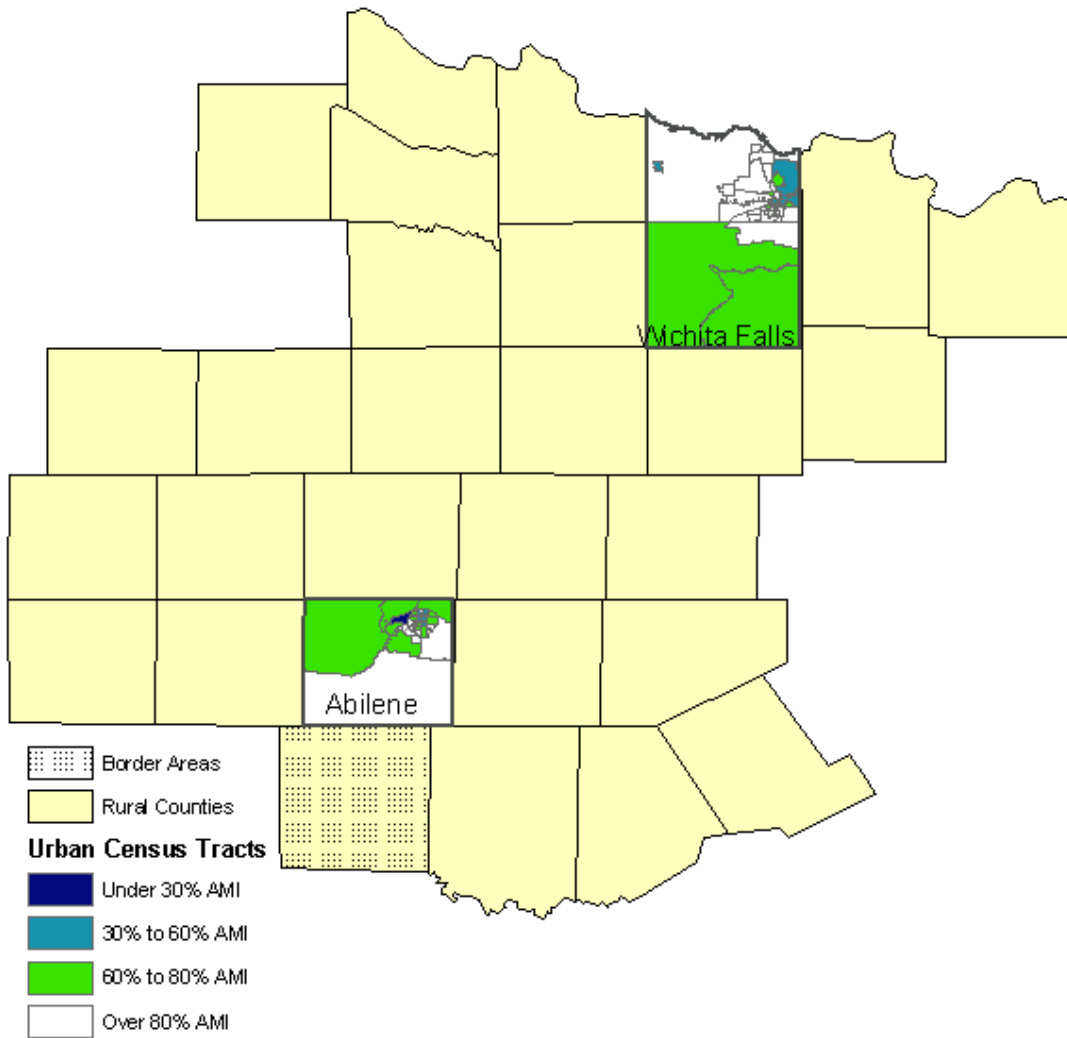 Wichita Falls
Abilene
Border Areas
Rural Counties
Urban Census Tracts
Under 30% AMI
30% to 60% AMI
60% to 80% AMI
Over 80% AMI